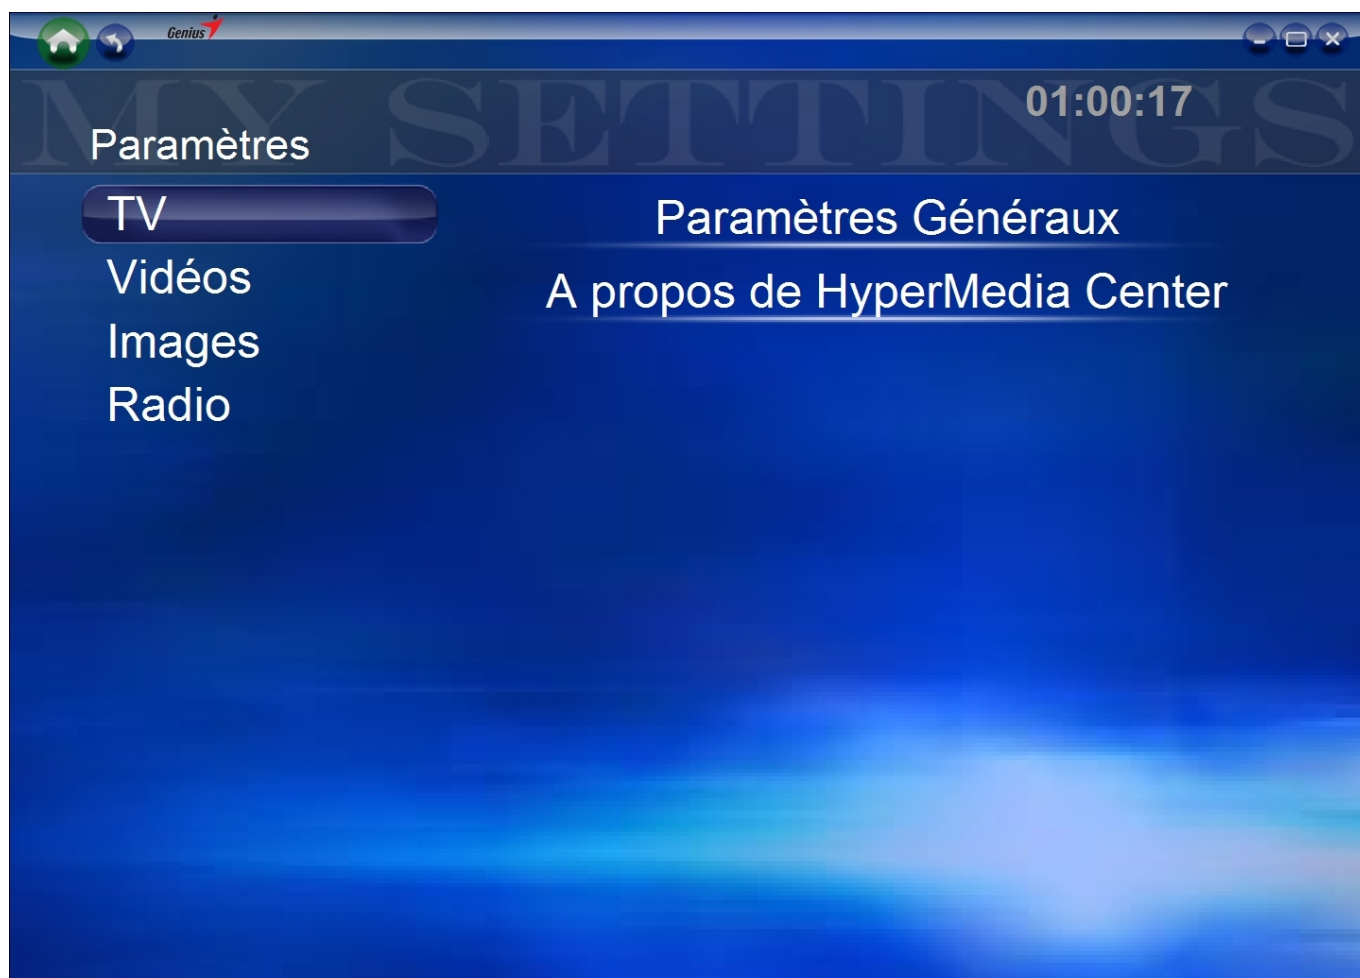 Genius
MY SETTINGS
01:00:17
Paramètres
TV
Vidéos
Images
Radio
Paramètres Généraux
A propos de HyperMedia Center